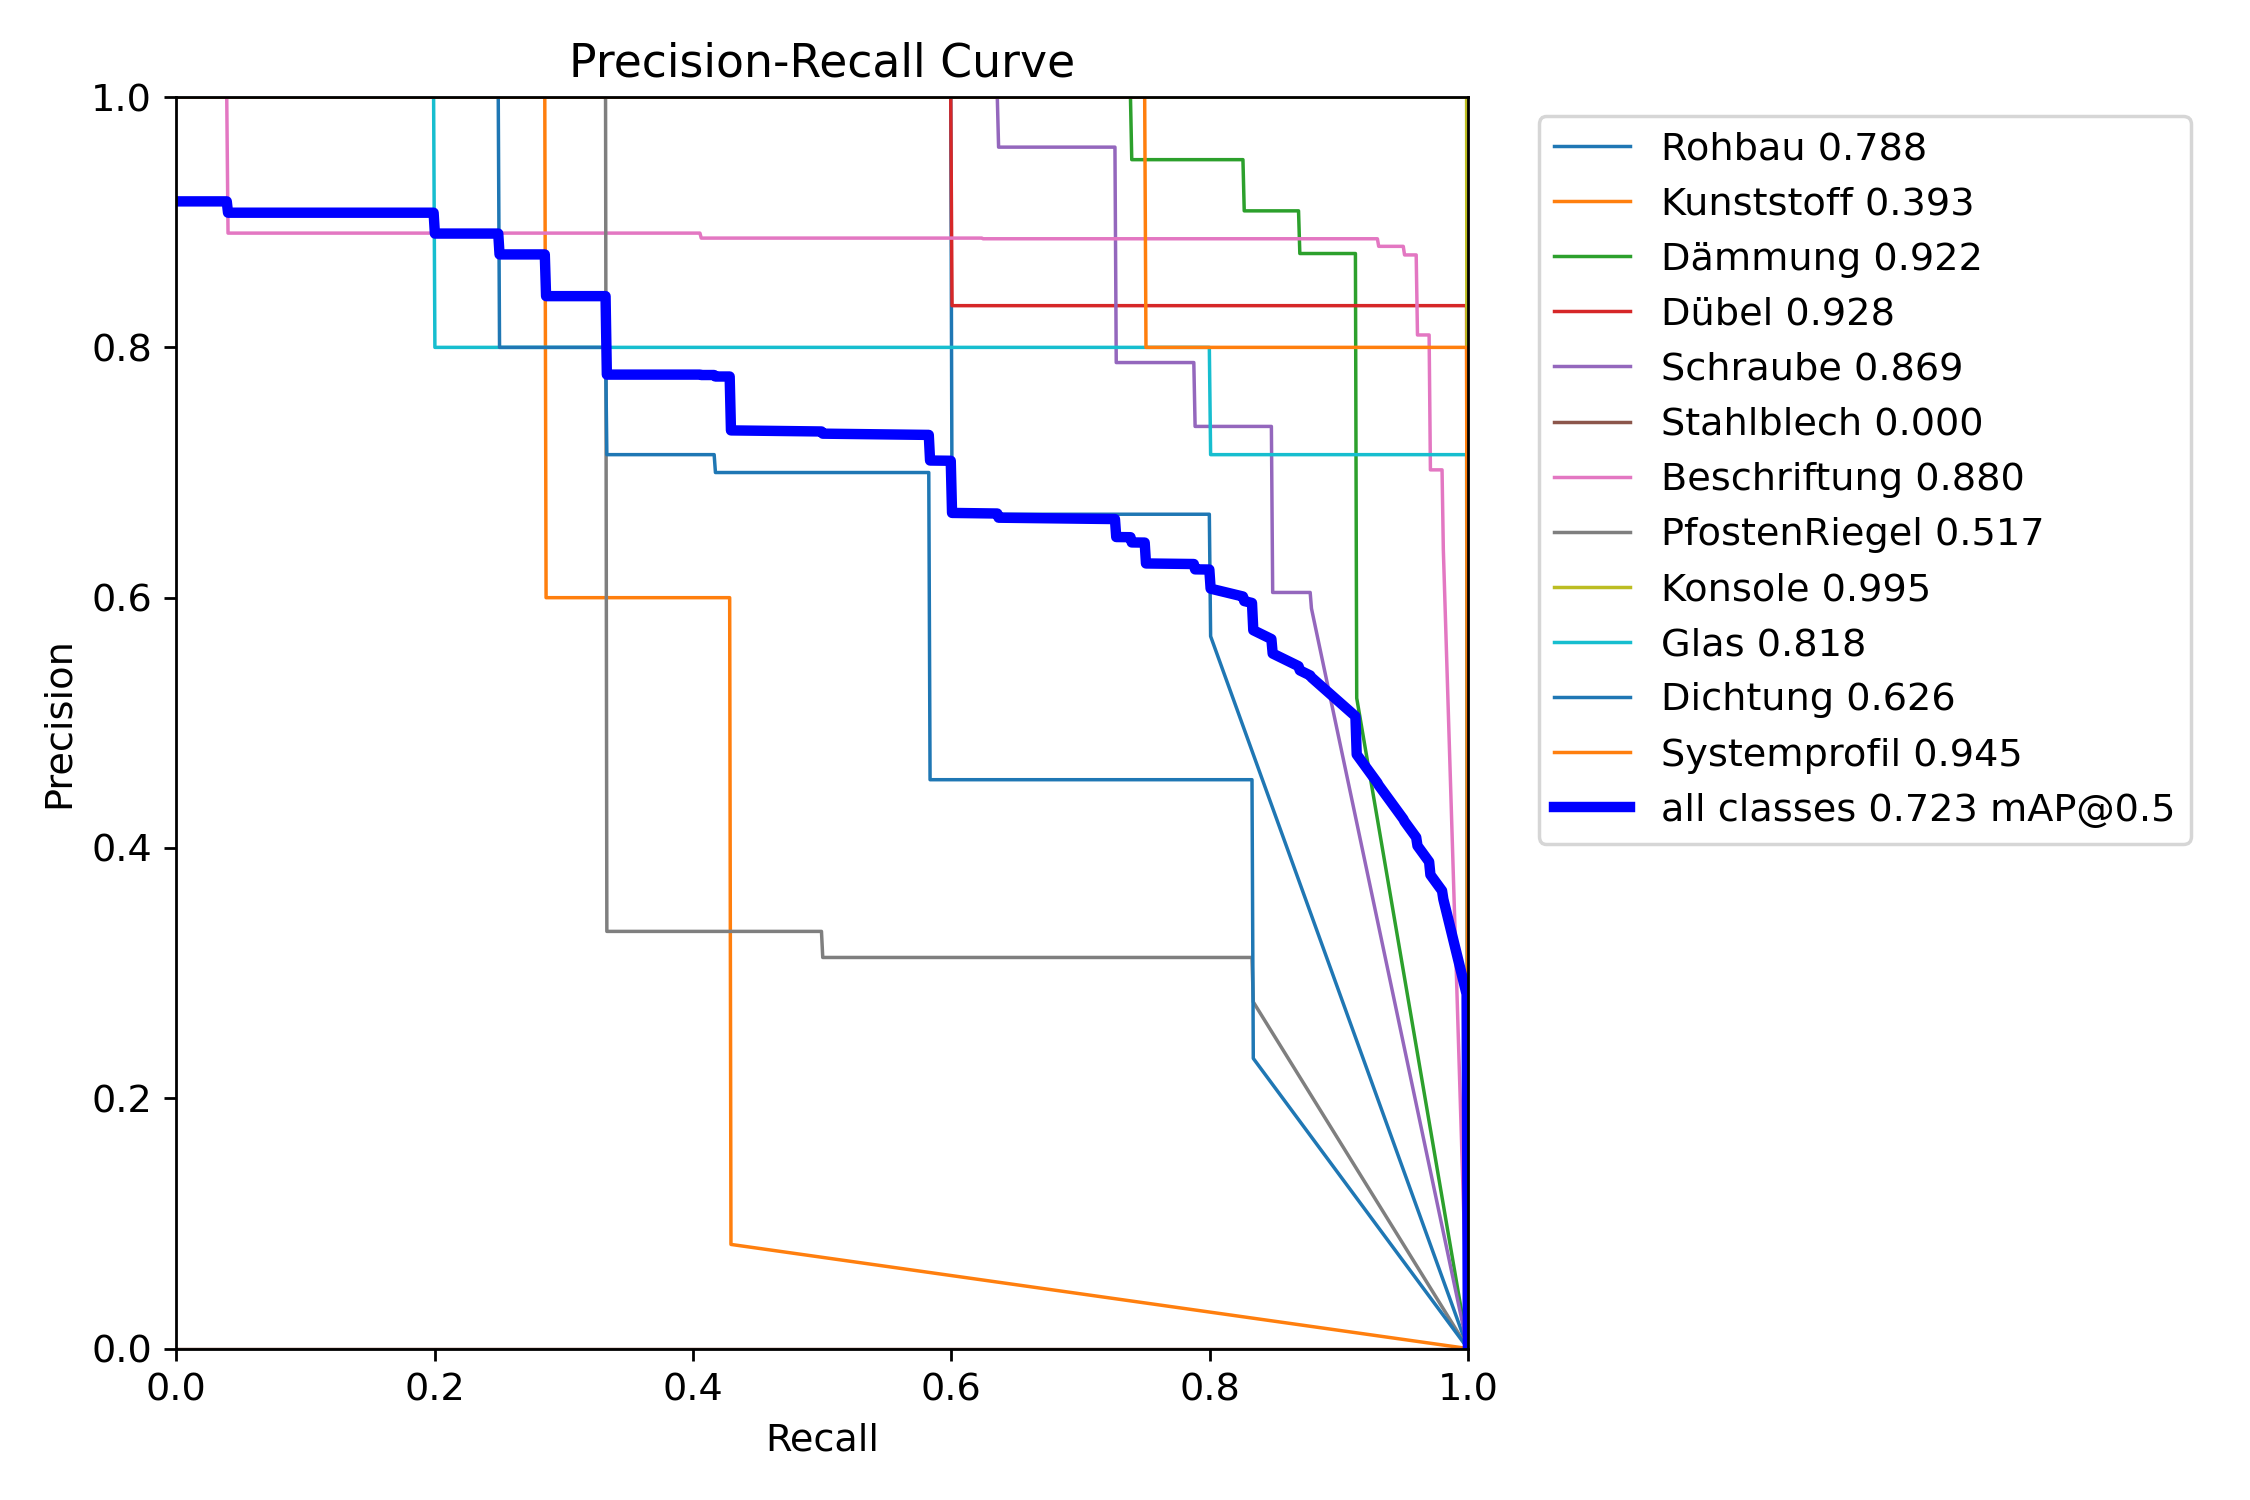 Precision-Recall Curve
1.0
0.8
0.6
0.4
0.2
0.0
Precision
0.0 0.2 0.4 0.6 0.8 1.0
Recall
Rohbau 0.788
Kunststoff 0.393
Dämmung 0.922
Dübel 0.928
Schraube 0.869
Stahlblech 0.000
Beschriftung 0.880
PfostenRiegel 0.517
Konsole 0.995
Glas 0.818
Dichtung 0.626
Systemprofil 0.945
all classes 0.723 mAP@0.5